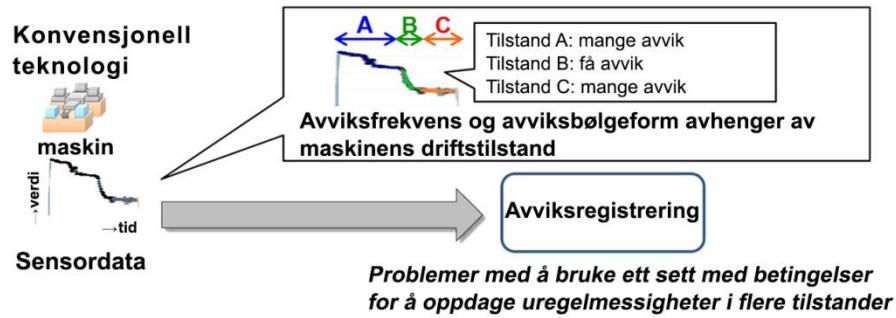 Konvensjonell
teknologi
maskin
→verdi
→tid
Sensordata
A B C
Tilstand A: mange avvik
Tilstand B: få avvik
Tilstand C: mange avvik
Avviksfrekvens og avviksbølgeform avhenger av
maskinens driftstilstand
Avviksregistrering
Problemer med å bruke ett sett med betingelser
for å oppdage uregelmessigheter i flere tilstander